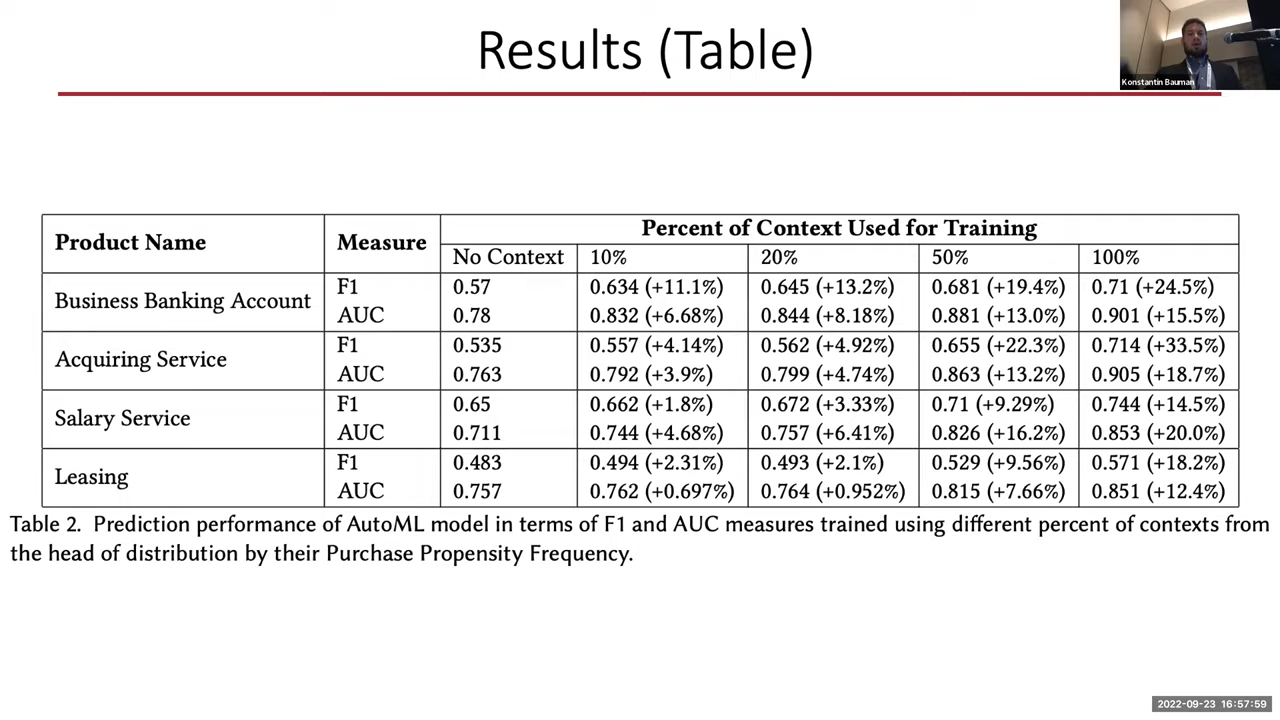 Results (Table)
Konstantin Bauman
Product Name Measure Percent of Context Used for Training
No Context 10% 20% 50% 100%
Business Banking Account F1 0.57 0.634 (+11.1%) 0.645 (+13.2%) 0.681 (+19.4%) 0.71 (+24.5%)
AUC 0.78 0.832 (+6.68%) 0.844 (+8.18%) 0.881 (+13.0%) 0.901 (+15.5%)
Acquiring Service F1 0.535 0.557 (+4.14%) 0.562 (+4.92%) 0.655 (+22.3%) 0.714 (+33.5%)
AUC 0.763 0.792 (+3.9%) 0.799 (+4.74%) 0.863 (+13.2%) 0.905 (+18.7%)
Salary Service F1 0.65 0.662 (+1.8%) 0.672 (+3.33%) 0.71 (+9.29%) 0.744 (+14.5%)
AUC 0.711 0.744 (+4.68%) 0.757 (+6.41%) 0.826 (+16.2%) 0.853 (+20.0%)
Leasing F1 0.483 0.494 (+2.31%) 0.493 (+2.1%) 0.529 (+9.56%) 0.571 (+18.2%)
AUC 0.757 0.762 (+0.697%) 0.764 (+0.952%) 0.815 (+7.66%) 0.851 (+12.4%)
Table 2. Prediction performance of AutoML model in terms of F1 and AUC measures trained using different percent of contexts from
the head of distribution by their Purchase Propensity Frequency.
2022-09-23 16:57:59